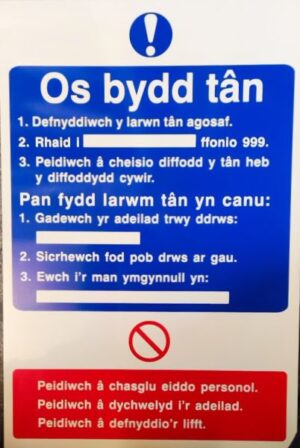 Os bydd tân
1. Defnyddiwch y larwn tân agosaf.
2. Rhaid i ffonio 999.
3. Peidiwch â cheisio diffodd y tân heb
y diffoddydd cywir.
Pan fydd larwm tân yn canu:
1. Gadewch yr adeilad trwy ddrws:
2. Sicrhewch fod pob drws ar gau.
3. Ewch i'r man ymgynnull yn:
Peidiwch â chasglu eiddo personol.
Peidiwch â dychwelyd i'r adeilad.
Peidiwch â defnyddio'r lifft.